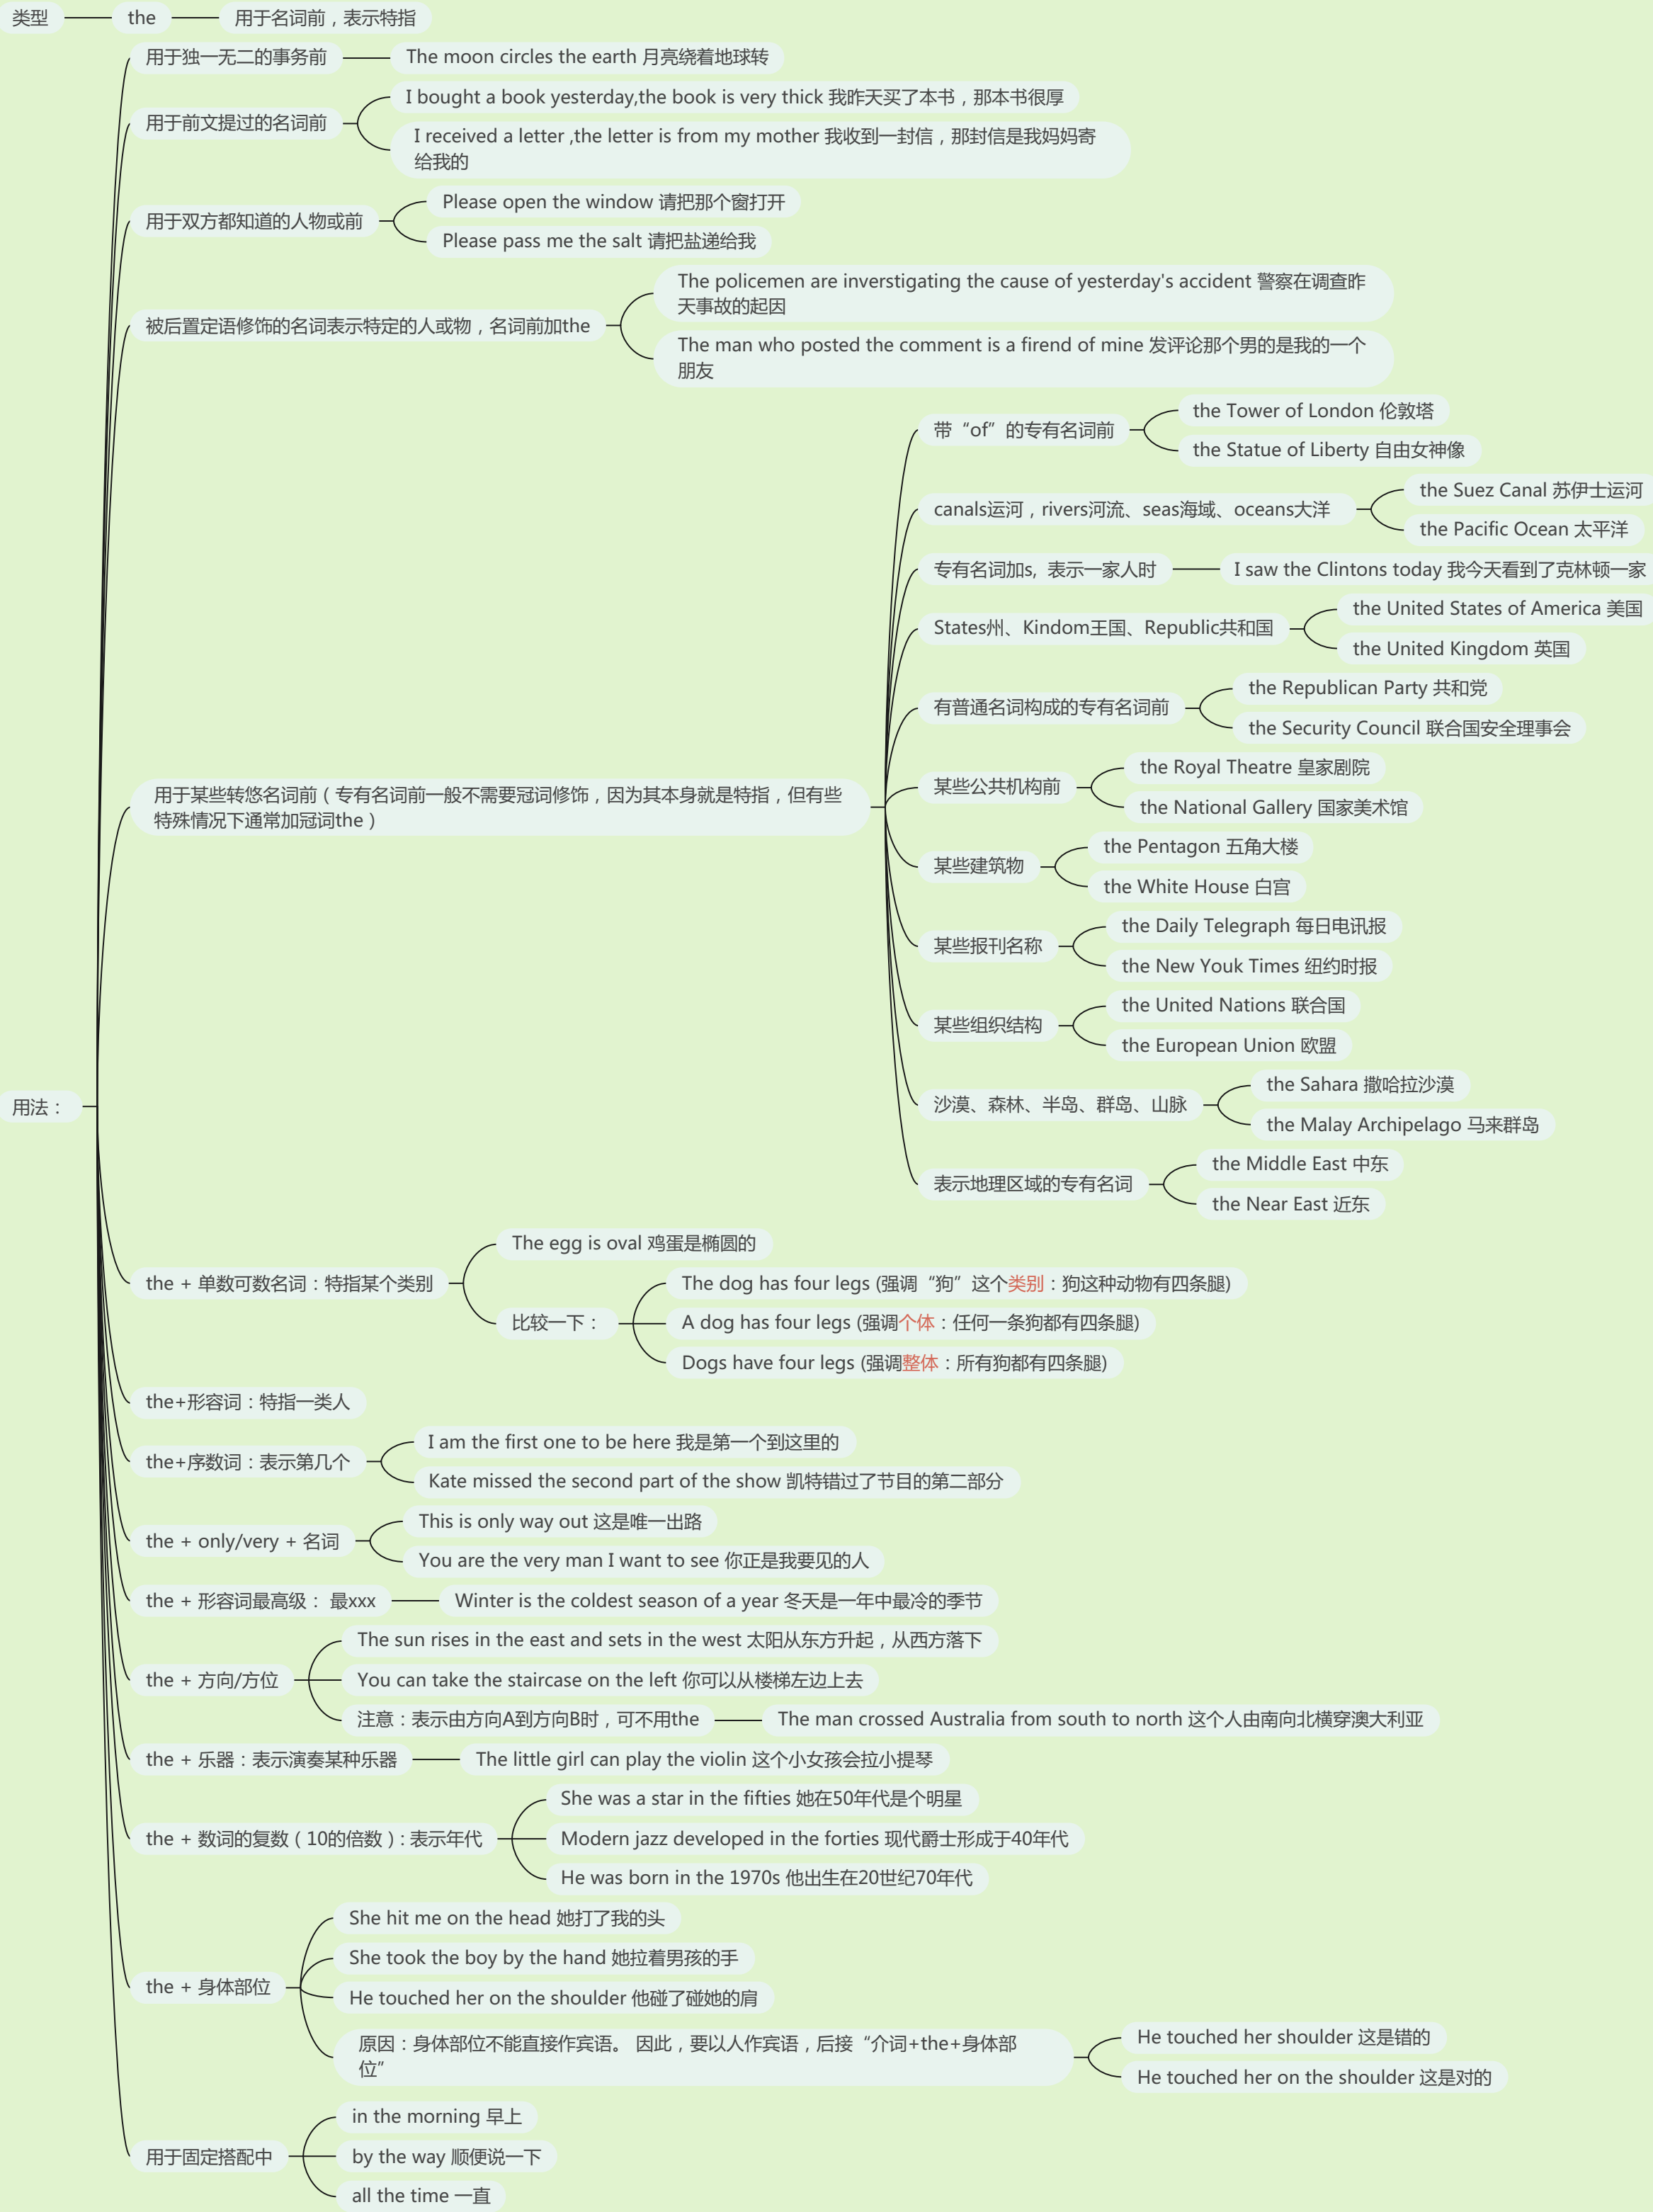 类型
the
用于名词前，表示特指
用法：
用于独一无二的事务前
The moon circles the earth 月亮绕着地球转
用于前文提过的名词前
I bought a book yesterday,the book is very thick 我昨天买了本书，那本书很厚
I received a letter ,the letter is from my mother 我收到一封信，那封信是我妈妈寄
给我的
用于双方都知道的人物或前
Please open the window 请把那个窗打开
Please pass me the salt 请把盐递给我
被后置定语修饰的名词表示特定的人或物，名词前加the
The policemen are inverstigating the cause of yesterday's accident 警察在调查昨
天事故的起因
The man who posted the comment is a firend of mine 发评论那个男的是我的一个
朋友
用于某些转悠名词前（专有名词前一般不需要冠词修饰，因为其本身就是特指，但有些
特殊情况下通常加冠词the）
带“of”的专有名词前
the Tower of London 伦敦塔
the Statue of Liberty 自由女神像
canals运河，rivers河流、seas海域、oceans大洋
the Suez Canal 苏伊士运河
the Pacific Ocean 太平洋
专有名词加s, 表示一家人时
I saw the Clintons today 我今天看到了克林顿一家
States州、Kindom王国、Republic共和国
the United States of America 美国
the United Kingdom 英国
有普通名词构成的专有名词前
the Republican Party 共和党
the Security Council 联合国安全理事会
某些公共机构前
the Royal Theatre 皇家剧院
the National Gallery 国家美术馆
某些建筑物
the Pentagon 五角大楼
the White House 白宫
某些报刊名称
the Daily Telegraph 每日电讯报
the New Youk Times 纽约时报
某些组织结构
the United Nations 联合国
the European Union 欧盟
沙漠、森林、半岛、群岛、山脉
the Sahara 撒哈拉沙漠
the Malay Archipelago 马来群岛
表示地理区域的专有名词
the Middle East 中东
the Near East 近东
the + 单数可数名词：特指某个类别
The egg is oval 鸡蛋是椭圆的
比较一下：
The dog has four legs (强调“狗”这个类别：狗这种动物有四条腿)
A dog has four legs (强调个体：任何一条狗都有四条腿)
Dogs have four legs (强调整体：所有狗都有四条腿)
the+形容词：特指一类人
the+序数词：表示第几个
I am the first one to be here 我是第一个到这里的
Kate missed the second part of the show 凯特错过了节目的第二部分
the + only/very + 名词
This is only way out 这是唯一出路
You are the very man I want to see 你正是我要见的人
the + 形容词最高级： 最xxx
Winter is the coldest season of a year 冬天是一年中最冷的季节
the + 方向/方位
The sun rises in the east and sets in the west 太阳从东方升起，从西方落下
You can take the staircase on the left 你可以从楼梯左边上去
注意：表示由方向A到方向B时，可不用the
The man crossed Australia from south to north 这个人由南向北横穿澳大利亚
the + 乐器：表示演奏某种乐器
The little girl can play the violin 这个小女孩会拉小提琴
the + 数词的复数（10的倍数）: 表示年代
She was a star in the fifties 她在50年代是个明星
Modern jazz developed in the forties 现代爵士形成于40年代
He was born in the 1970s 他出生在20世纪70年代
the + 身体部位
She hit me on the head 她打了我的头
She took the boy by the hand 她拉着男孩的手
He touched her on the shoulder 他碰了碰她的肩
原因：身体部位不能直接作宾语。 因此，要以人作宾语，后接“介词+the+身体部
位”
He touched her shoulder 这是错的
He touched her on the shoulder 这是对的
用于固定搭配中
in the morning 早上
by the way 顺便说一下
all the time 一直